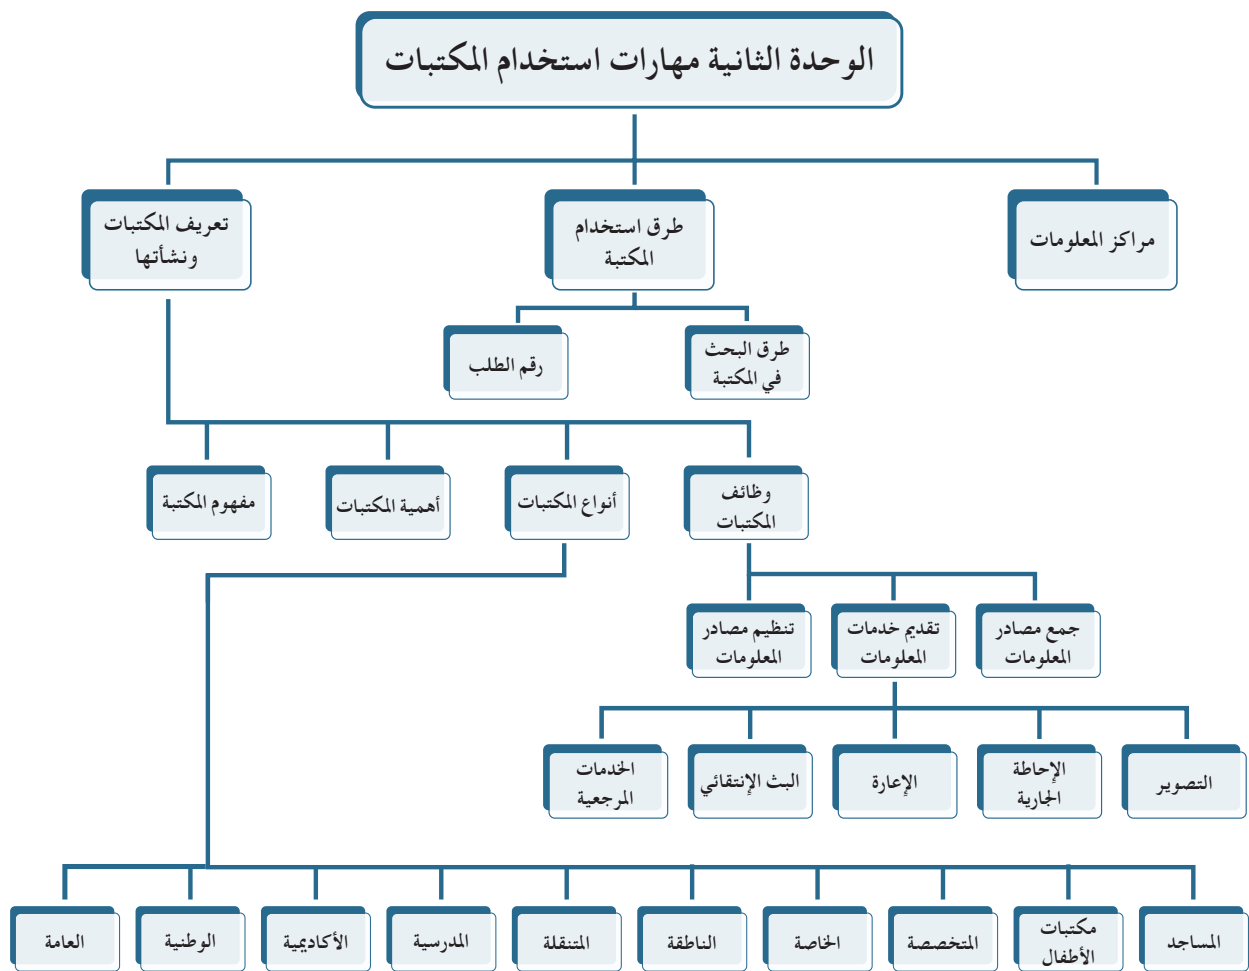 الوحدة الثانية مهارات استخدام المكتبات
مراكز المعلومات
طرق استخدام
المكتبة
تعريف المكتبات
ونشأتها
طرق البحث
في المكتبة
رقم الطلب
وظائف
المكتبات
أنواع المكتبات
أهمية المكتبات
مفهوم المكتبة
جمع مصادر
المعلومات
تقديم خدمات
المعلومات
تنظيم مصادر
المعلومات
التصوير
الإحاطة
الجارية
الإعارة
البث الإنتقائي
الخدمات
المرجعية
المساجد
مكتبات
الأطفال
المتخصصة
الخاصة
الناطقة
المتنقلة
المدرسية
الأكاديمية
الوطنية
العامة